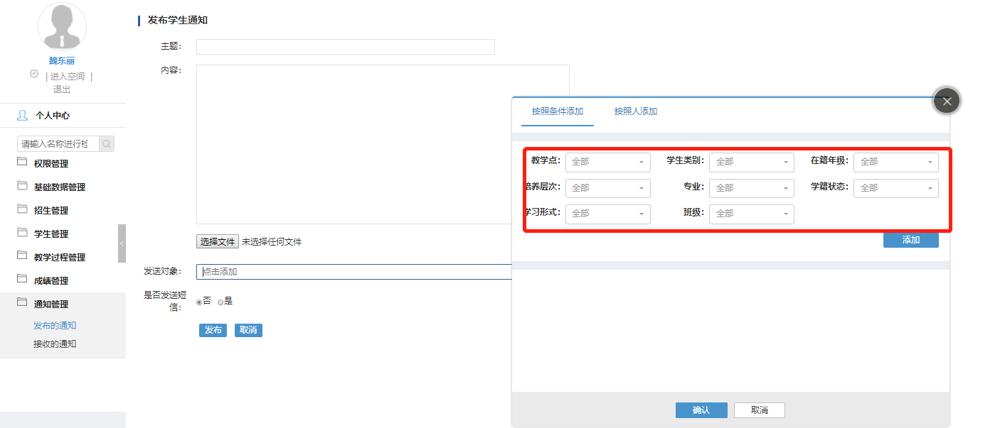 魏东丽
| 进入空间 |
退出
个人中心
请输入名称进行检
权限管理
基础数据管理
招生管理
学生管理
教学过程管理
成绩管理
通知管理
发布的通知
接收的通知
发布学生通知
主题：
内容：
选择文件 未选择任何文件
发送对象： 点击添加
是否发送短
信： 否 是
发布 取消
按照条件添加 按照人添加
教学点： 全部 学生类别： 全部 在籍年级： 全部
培养层次： 全部 专业： 全部 学籍状态： 全部
学习形式： 全部 班级： 全部
添加
确认 取消